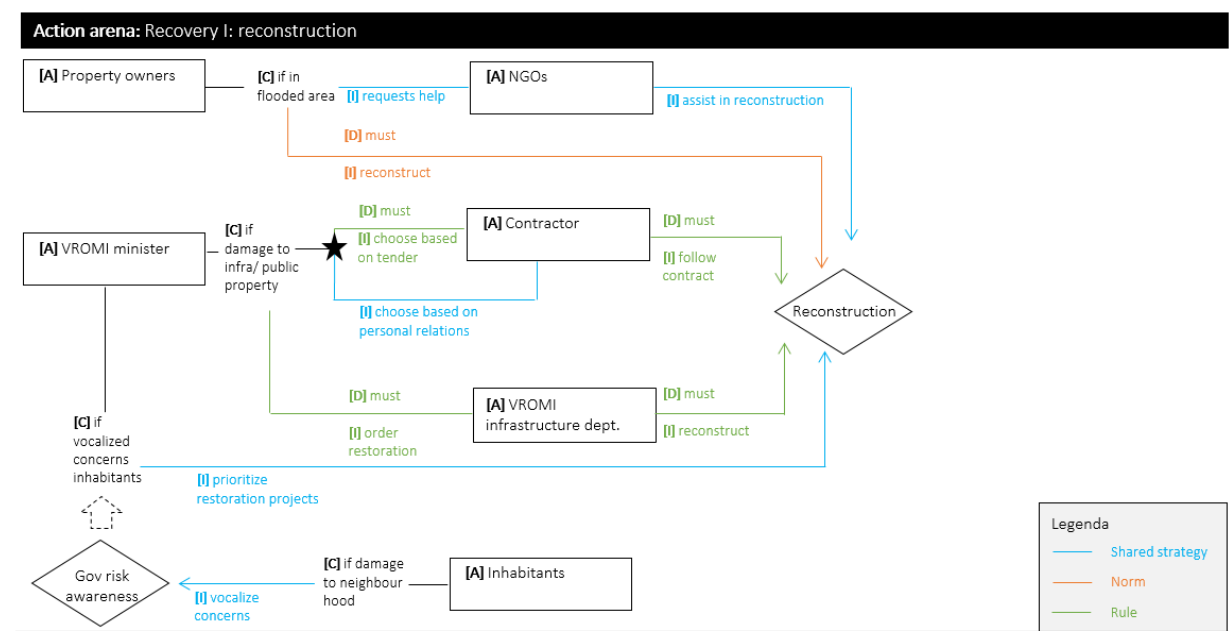 Action arena: Recovery I: reconstruction
[A] Property owners
[C] if in
flooded area
[I] requests help
[A] NGOs
[I] assist in reconstruction
[D] must
[I] reconstruct
[A] VROMI minister
[C] if
damage to
infra/ public
property
[D] must
[I] choose based
on tender
[A] Contractor
[D] must
[I] follow
contract
[I] choose based on
personal relations
Reconstruction
[D] must
[I] order
restoration
[A] VROMI
infrastructure dept.
[D] must
[I] reconstruct
[C] if
vocalized
concerns
inhabitants
[I] prioritize
restoration projects
Gov risk
awareness
[I] vocalize
concerns
[C] if damage
to neighbour
hood
[A] Inhabitants
Legenda
Shared strategy
Norm
Rule